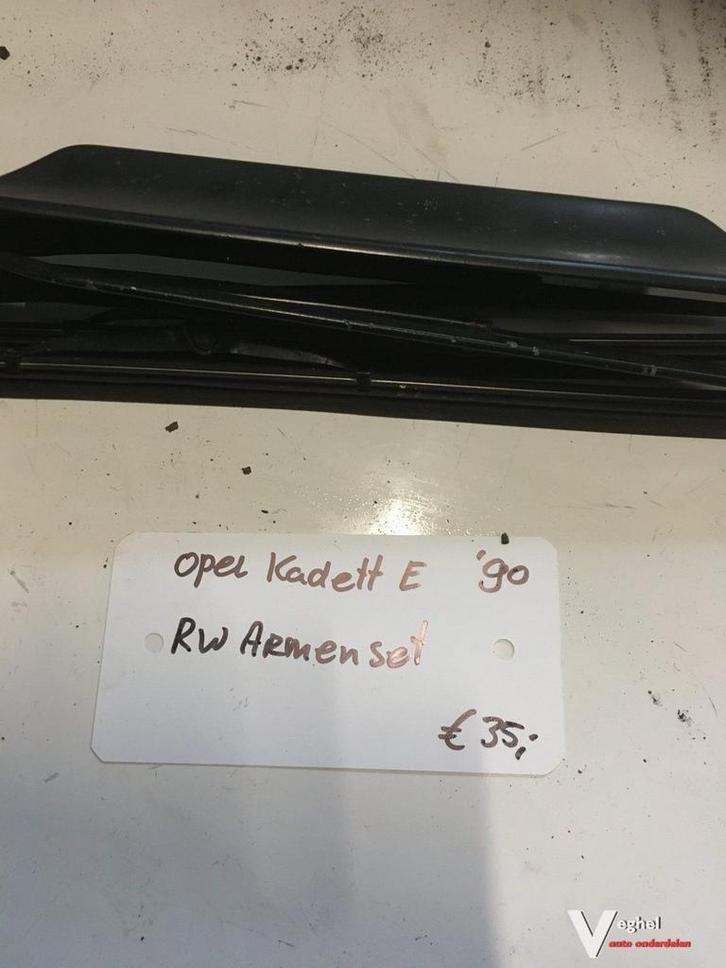 Opel Kadett E '90
RW Armenset
€ 35,-
Veghel
auto onderdelen